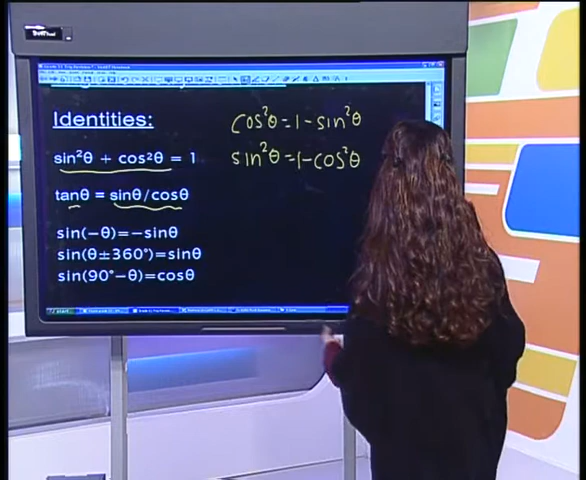 Identities:
cos²θ = 1 - sin²θ
sin²θ + cos2θ = 1
sin²θ = 1 - cos²θ
tanθ = sinθ/cosθ
sin(-θ)=-sinθ
sin(θ±360°)=sinθ
sin(90°-θ)=cosθ